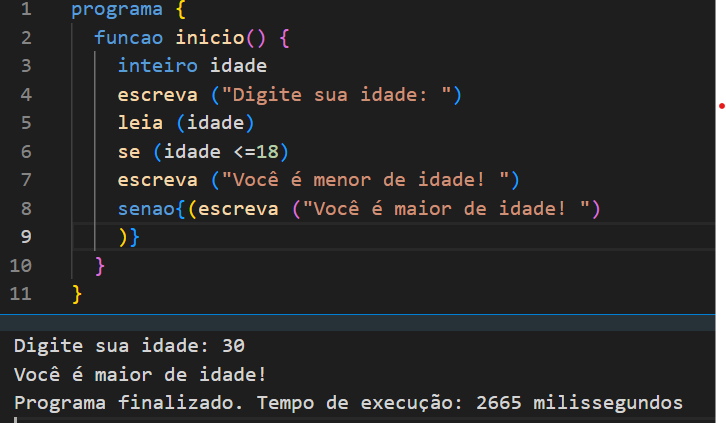 1 programa {
2 funcao inicio() {
3 inteiro idade
4 escreva ("Digite sua idade: ")
5 leia (idade)
6 se (idade <=18)
7 escreva ("Você é menor de idade! ")
8 senao{(escreva ("Você é maior de idade! ")
9 )}
10 }
11 }
Digite sua idade: 30
Você é maior de idade!
Programa finalizado. Tempo de execução: 2665 milissegundos